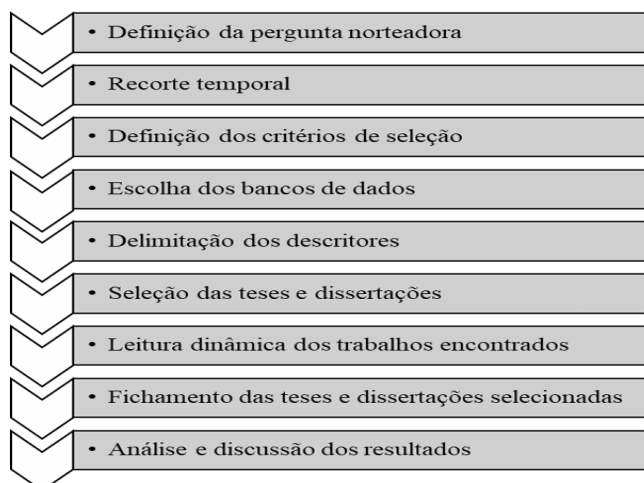 • Definição da pergunta norteadora
• Recorte temporal
• Definição dos critérios de seleção
• Escolha dos bancos de dados
• Delimitação dos descritores
• Seleção das teses e dissertações
• Leitura dinâmica dos trabalhos encontrados
• Fichamento das teses e dissertações selecionadas
• Análise e discussão dos resultados